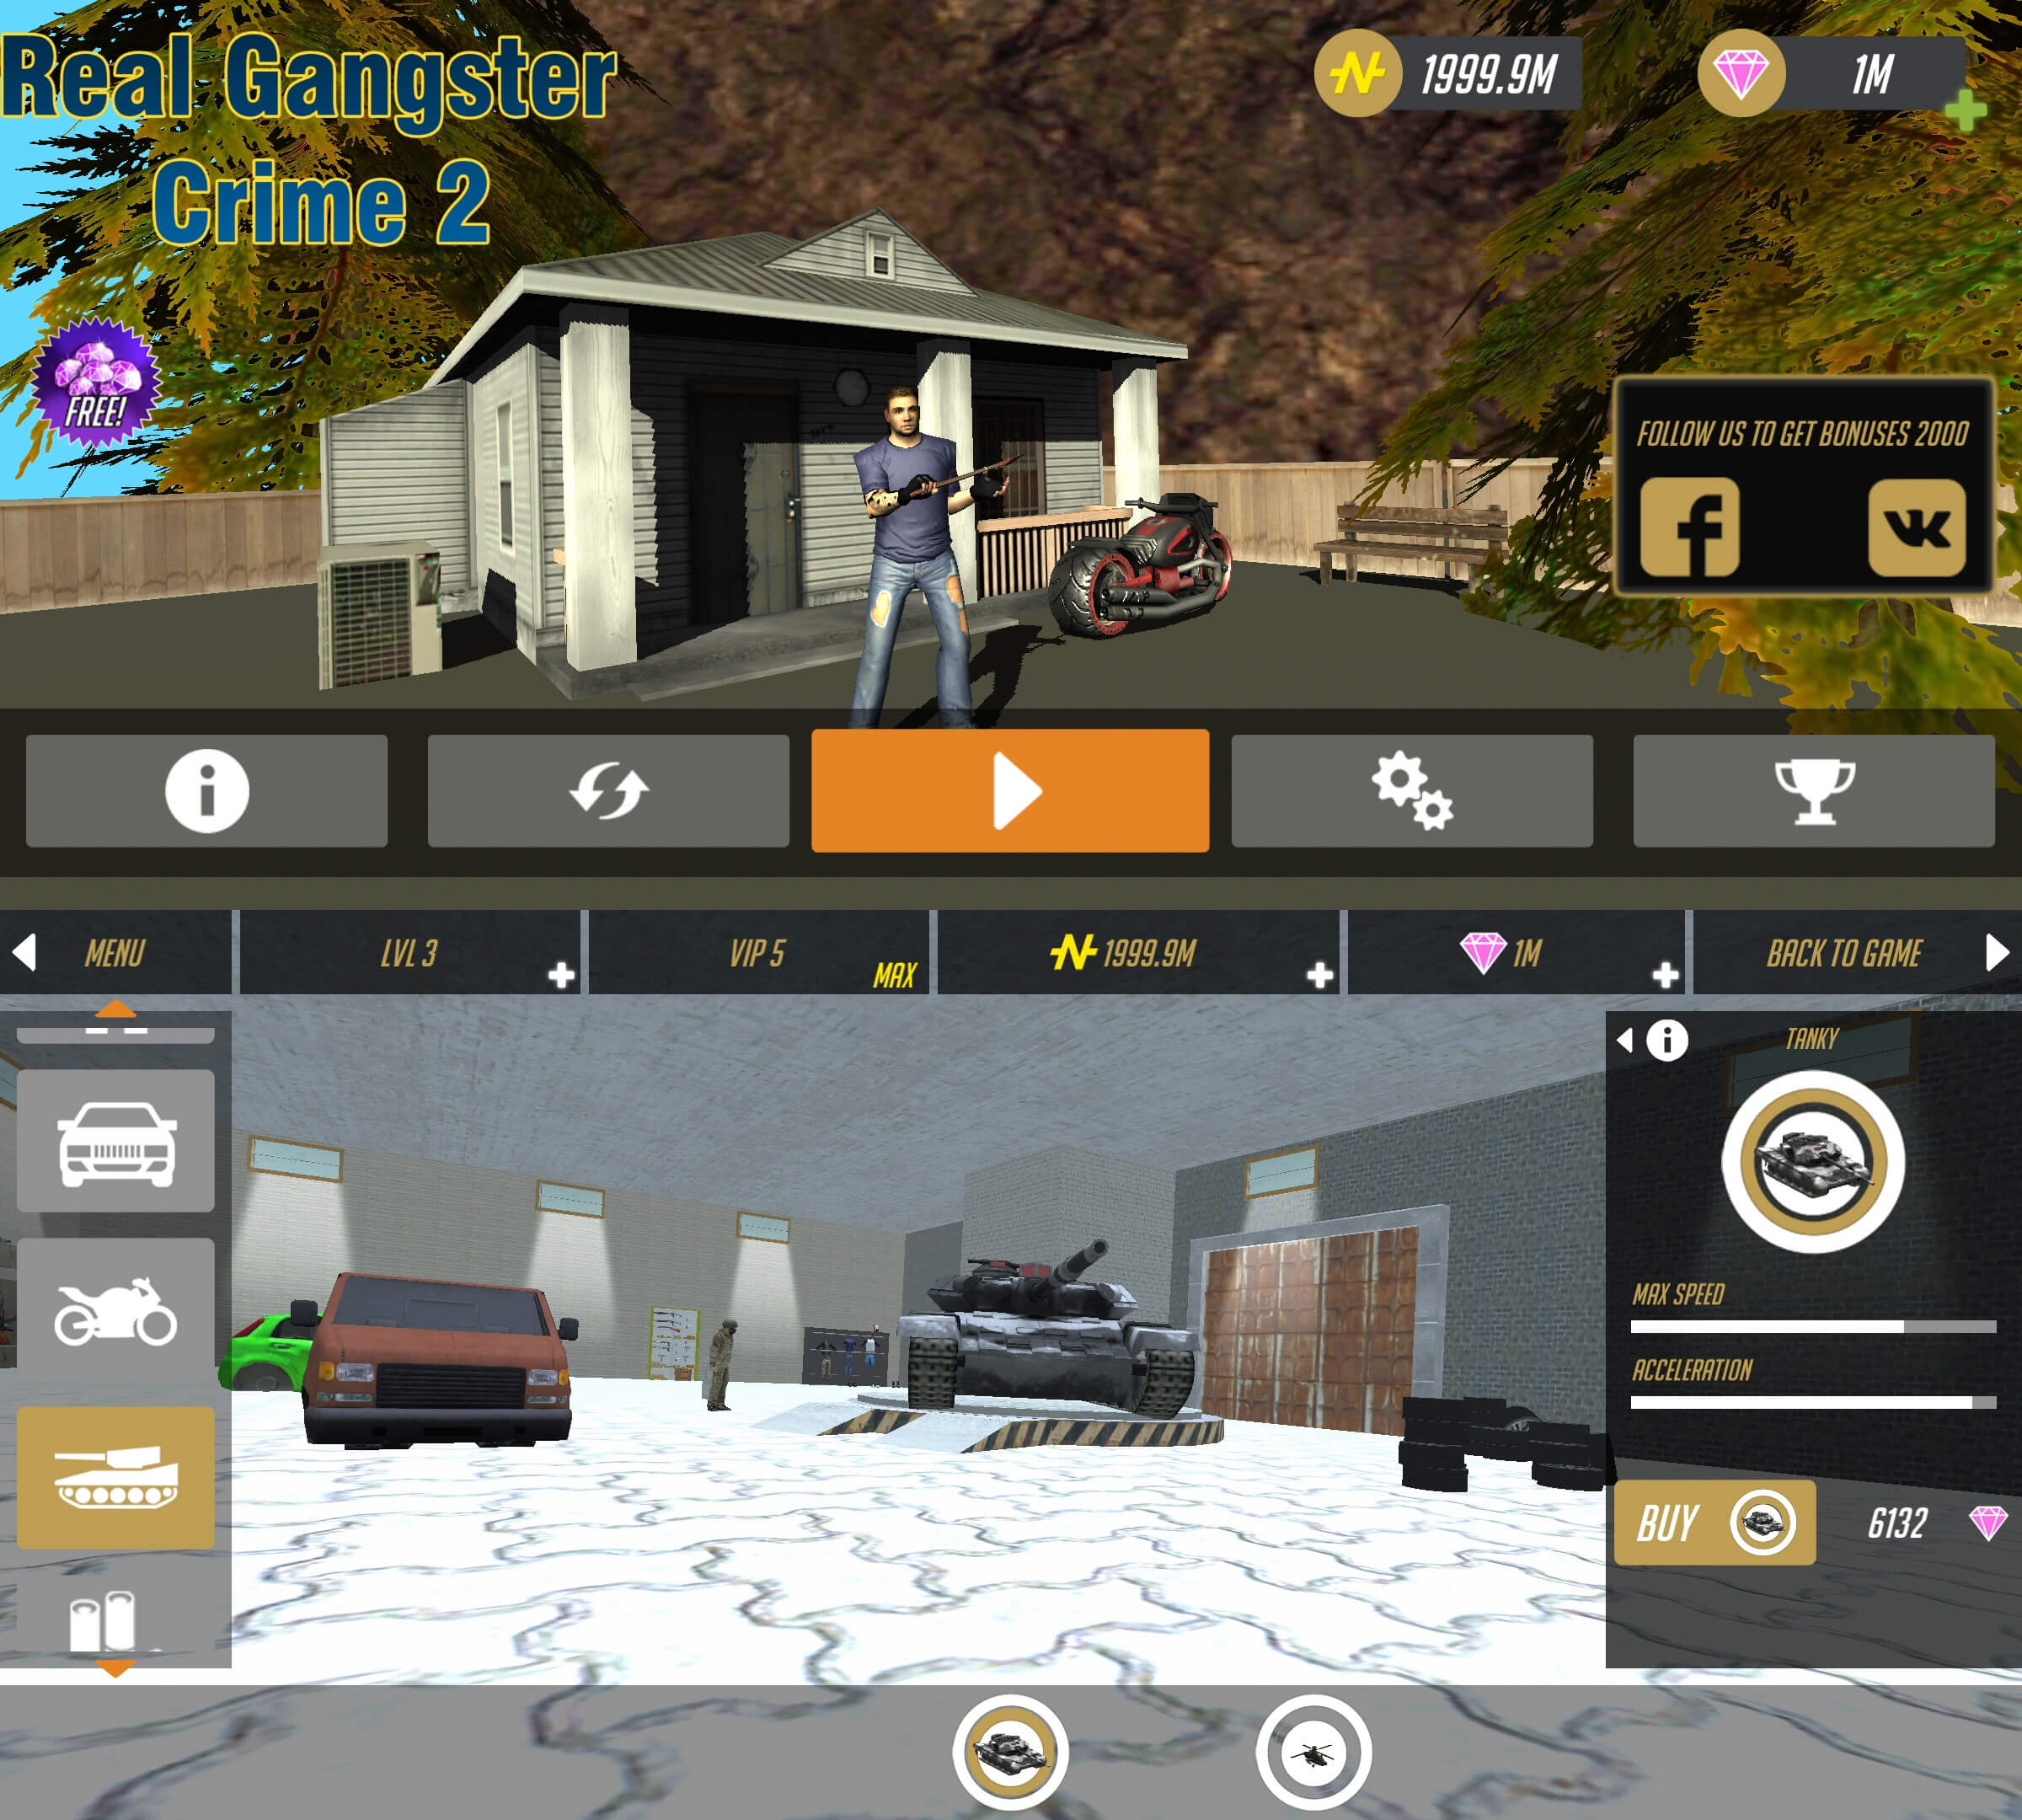 Real Gangster
Crime 2
1999.9M
1M
FREE!
FOLLOW US TO GET BONUSES 2000
MENU
LVL 3
VIP 5
MAX
1999.9M
1M
BACK TO GAME
TANKY
MAX SPEED
ACCELERATION
BUY
6132